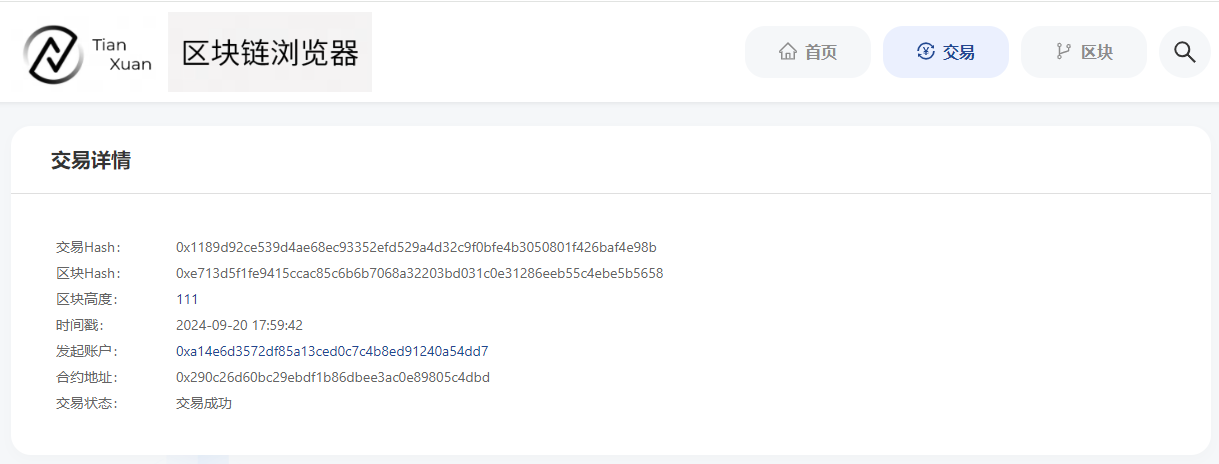 Tian
Xuan
区块链浏览器
首页
交易
区块
交易详情
交易Hash： 0x1189d92ce539d4ae68ec93352efd529a4d32c9f0bfe4b3050801f426baf4e98b
区块Hash： 0xe713d5f1fe9415ccac85c6b6b7068a32203bd031c0e31286eeb55c4ebe5b5658
区块高度： 111
时间戳： 2024-09-20 17:59:42
发起账户： 0xa14e6d3572df85a13ced0c7c4b8ed91240a54dd7
合约地址： 0x290c26d60bc29ebdf1b86dbee3ac0e89805c4dbd
交易状态： 交易成功